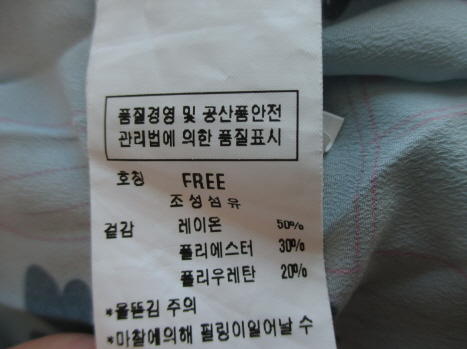 품질경영 및 공산품안전
관리법에 의한 품질표시
호칭 FREE
조성섬유
겉감 레이온 50%
폴리에스터 30%
폴리우레탄 20%
*올뜯김 주의
*마찰에의해 필링이일어날 수